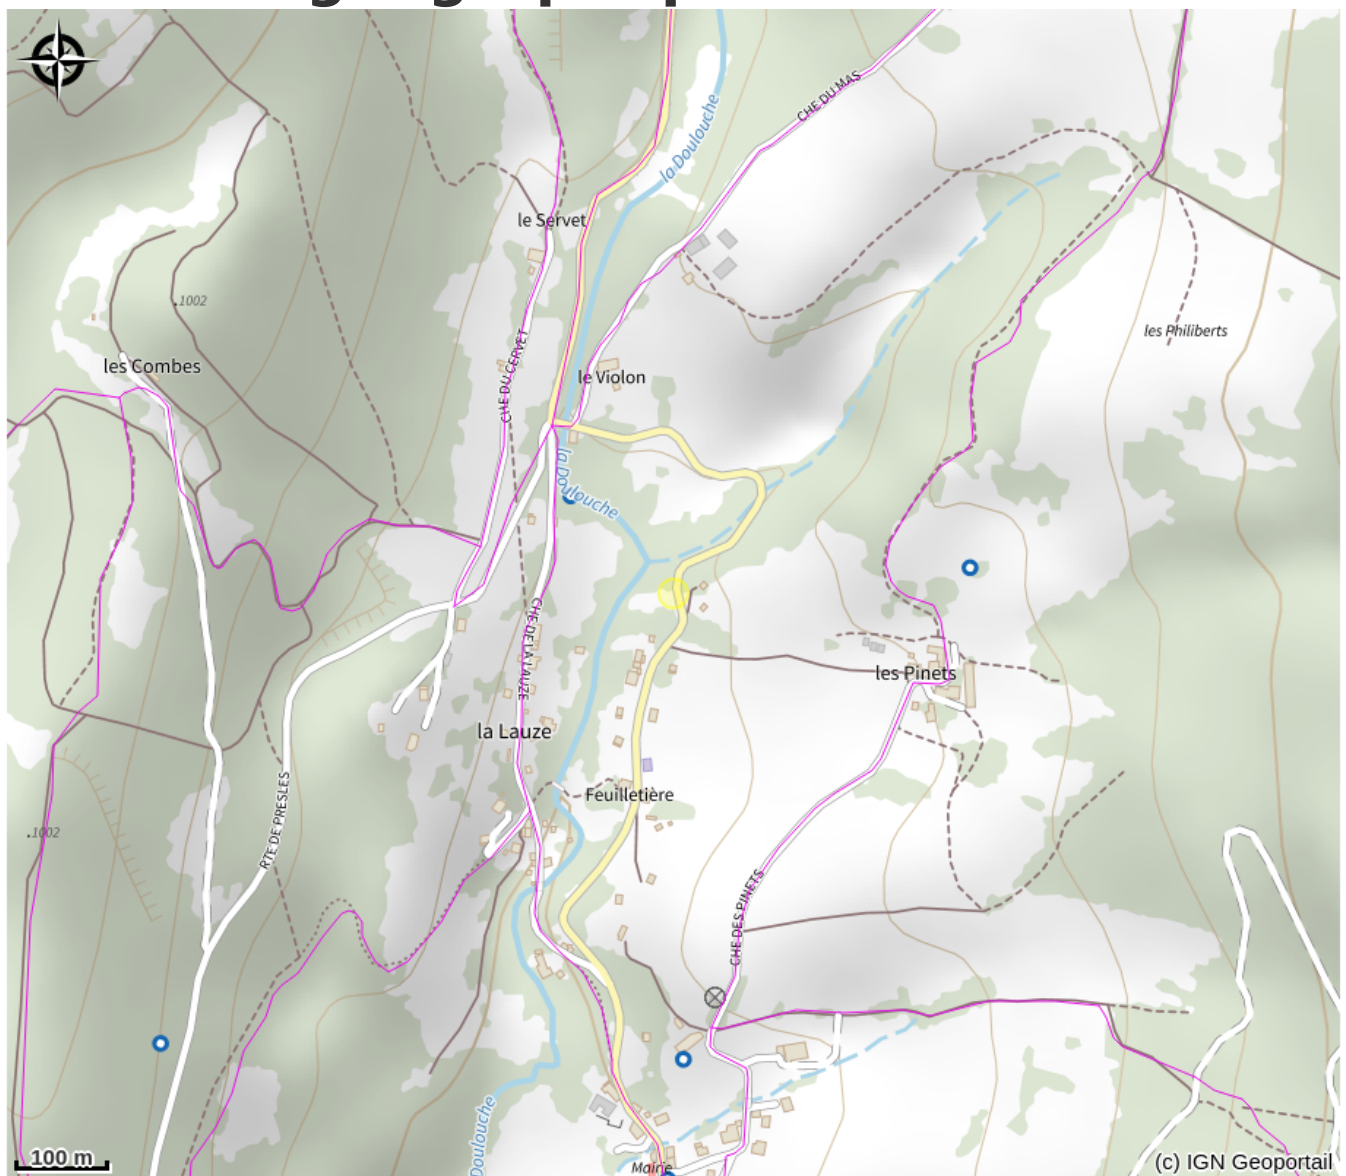 la Doulouche
CHE DU MAS
le Servet
.1002
les Philiberts
CHE DU CERVET
les Combes
le Violon
la Doulouche
CHE DE LA LAUZE
les Pinets
la Lauze
Feuilletière
RTE DE PRESLES
.1002
CHE DES PINETS
Doulouche
100 m
Mairie
(c) IGN Geoportail